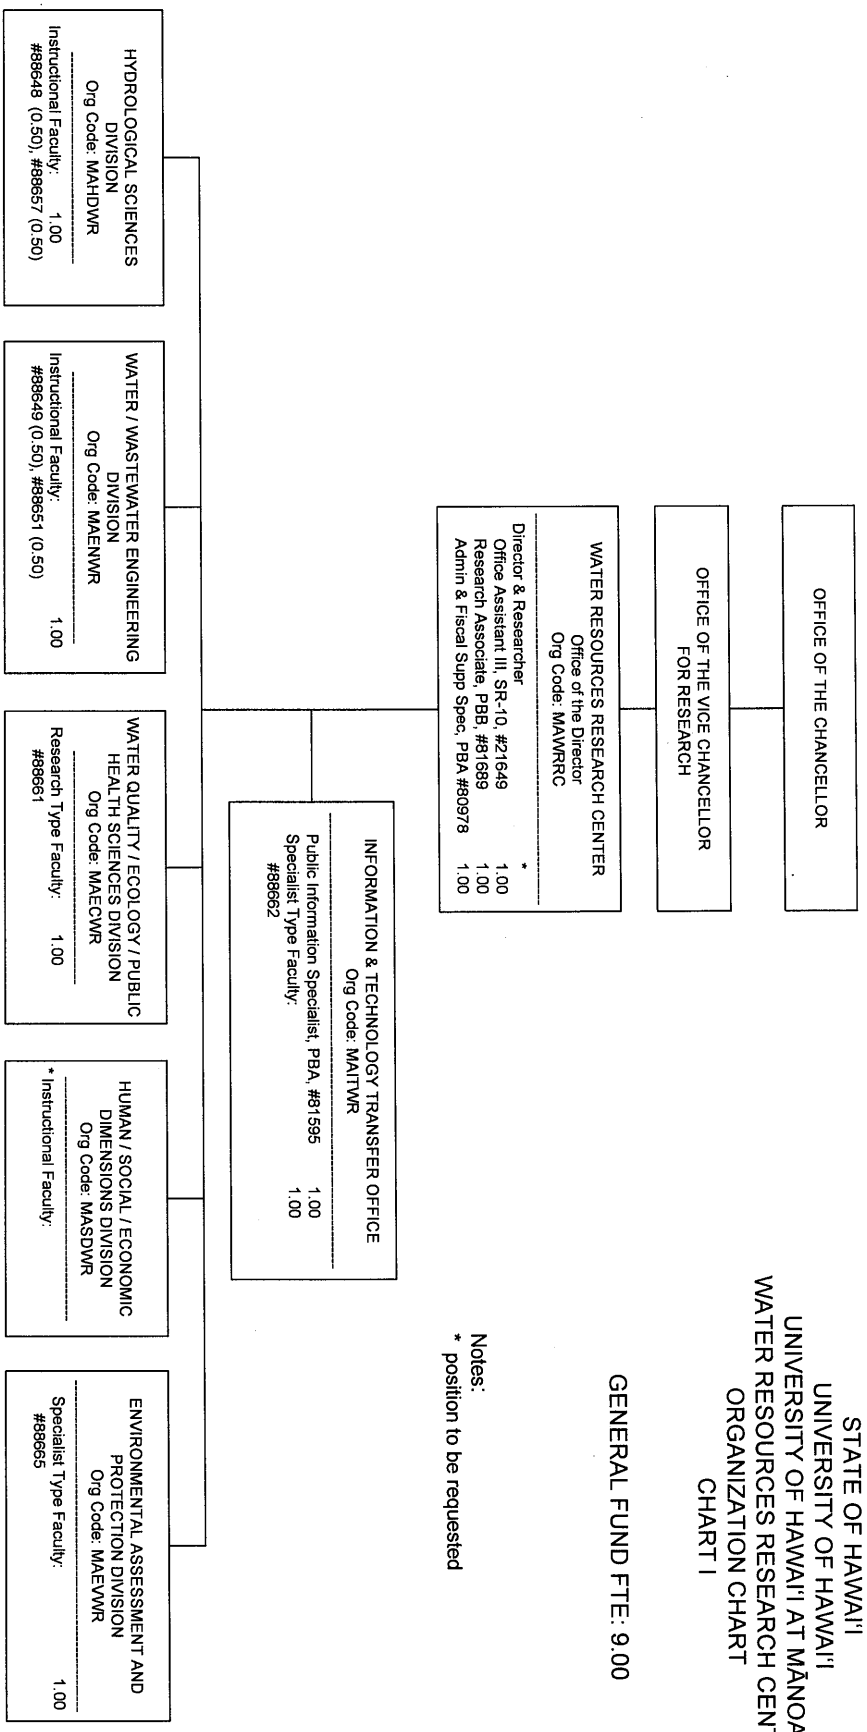 STATE OF HAWAI'I
UNIVERSITY OF HAWAI'I
UNIVERSITY OF HAWAI'I AT MĀNOA
WATER RESOURCES RESEARCH CENT
ORGANIZATION CHART
CHART I
GENERAL FUND FTE: 9.00
Notes:
* position to be requested
OFFICE OF THE CHANCELLOR
OFFICE OF THE VICE CHANCELLOR
FOR RESEARCH
WATER RESOURCES RESEARCH CENTER
Office of the Director
Org Code: MAWRRC
Director & Researcher *
Office Assistant III, SR-10, #21649 1.00
Research Associate, PBB, #81689 1.00
Admin & Fiscal Supp Spec, PBA #80978 1.00
INFORMATION & TECHNOLOGY TRANSFER OFFICE
Org Code: MAITWR
Public Information Specialist, PBA, #81595 1.00
Specialist Type Faculty: 1.00
#88662
HYDROLOGICAL SCIENCES
DIVISION
Org Code: MAHDWR
Instructional Faculty: 1.00
#88648 (0.50), #88657 (0.50)
WATER / WASTEWATER ENGINEERING
DIVISION
Org Code: MAENWR
Instructional Faculty: 1.00
#88649 (0.50), #88651 (0.50)
WATER QUALITY / ECOLOGY / PUBLIC
HEALTH SCIENCES DIVISION
Org Code: MAECWR
Research Type Faculty: 1.00
#88661
HUMAN / SOCIAL / ECONOMIC
DIMENSIONS DIVISION
Org Code: MASDWR
* Instructional Faculty:
ENVIRONMENTAL ASSESSMENT AND
PROTECTION DIVISION
Org Code: MAEVWR
Specialist Type Faculty: 1.00
#88665